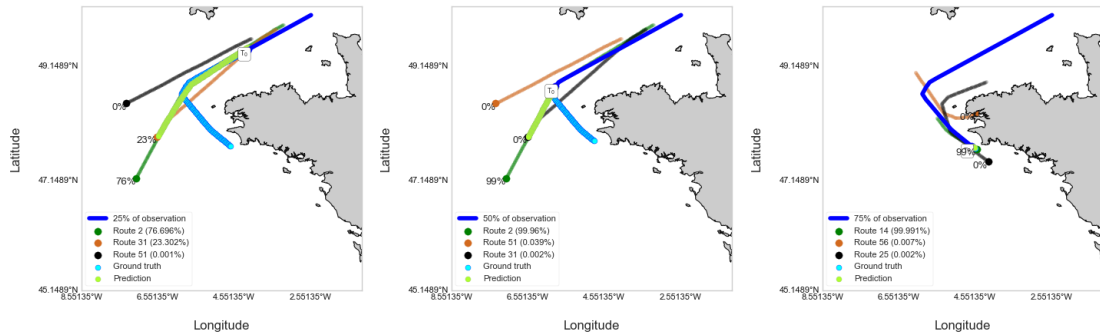 T₀
0%
23%
76%
Latitude
49.1489°N
47.1489°N
45.1489°N
25% of observation
Route 2 (76.696%)
Route 31 (23.302%)
Route 51 (0.001%)
Ground truth
Prediction
8.55135°W 6.55135°W 4.55135°W 2.55135°W
Longitude
T₀
0%
0%
99%
Latitude
49.1489°N
47.1489°N
45.1489°N
50% of observation
Route 2 (99.96%)
Route 51 (0.039%)
Route 31 (0.002%)
Ground truth
Prediction
8.55135°W 6.55135°W 4.55135°W 2.55135°W
Longitude
0%
99%
0%
Latitude
49.1489°N
47.1489°N
45.1489°N
75% of observation
Route 14 (99.991%)
Route 56 (0.007%)
Route 25 (0.002%)
Ground truth
Prediction
8.55135°W 6.55135°W 4.55135°W 2.55135°W
Longitude